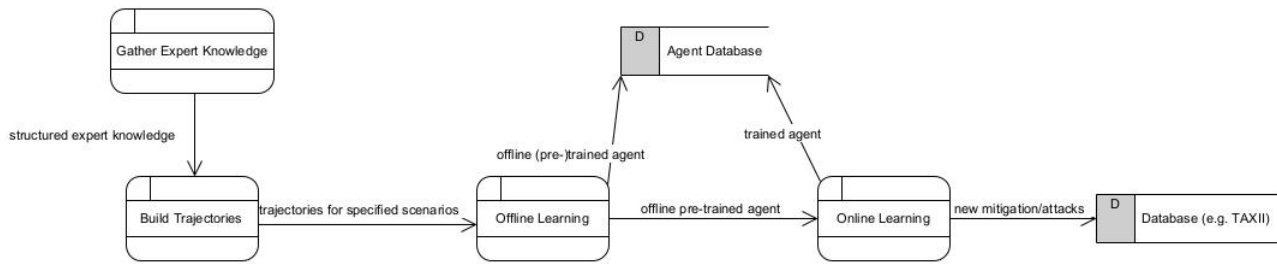 D
Gather Expert Knowledge
Agent Database
structured expert knowledge
trained agent
offline (pre-)trained agent
Build Trajectories
trajectories for specified scenarios
Offline Learning
offline pre-trained agent
Online Learning
new mitigation/attacks
D
Database (e.g. TAXII)